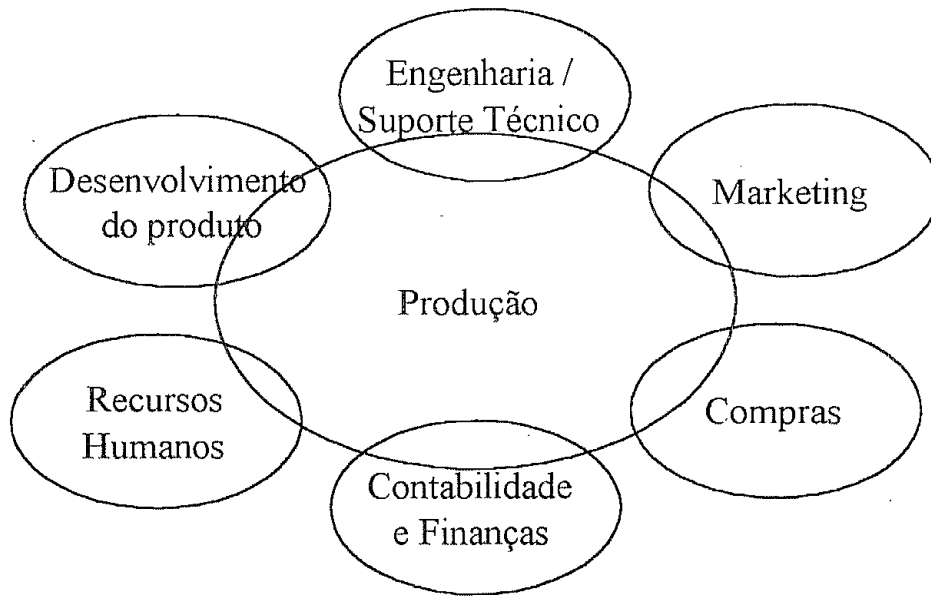 Engenharia /
Suporte Técnico
Desenvolvimento
do produto
Marketing
Produção
Recursos
Humanos
Compras
Contabilidade
e Finanças